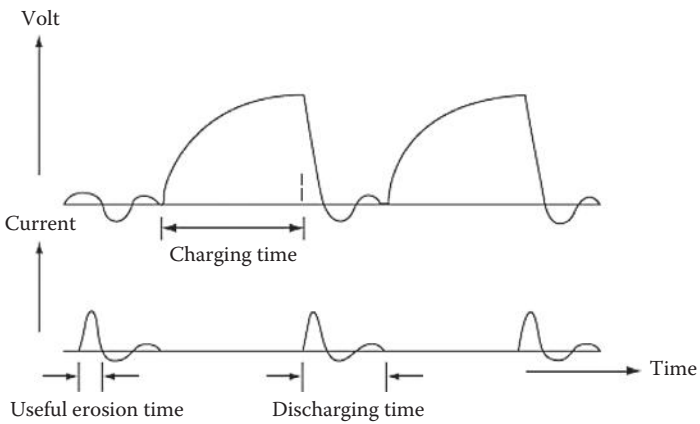 Volt
Current
Charging time
Time
Useful erosion time
Discharging time